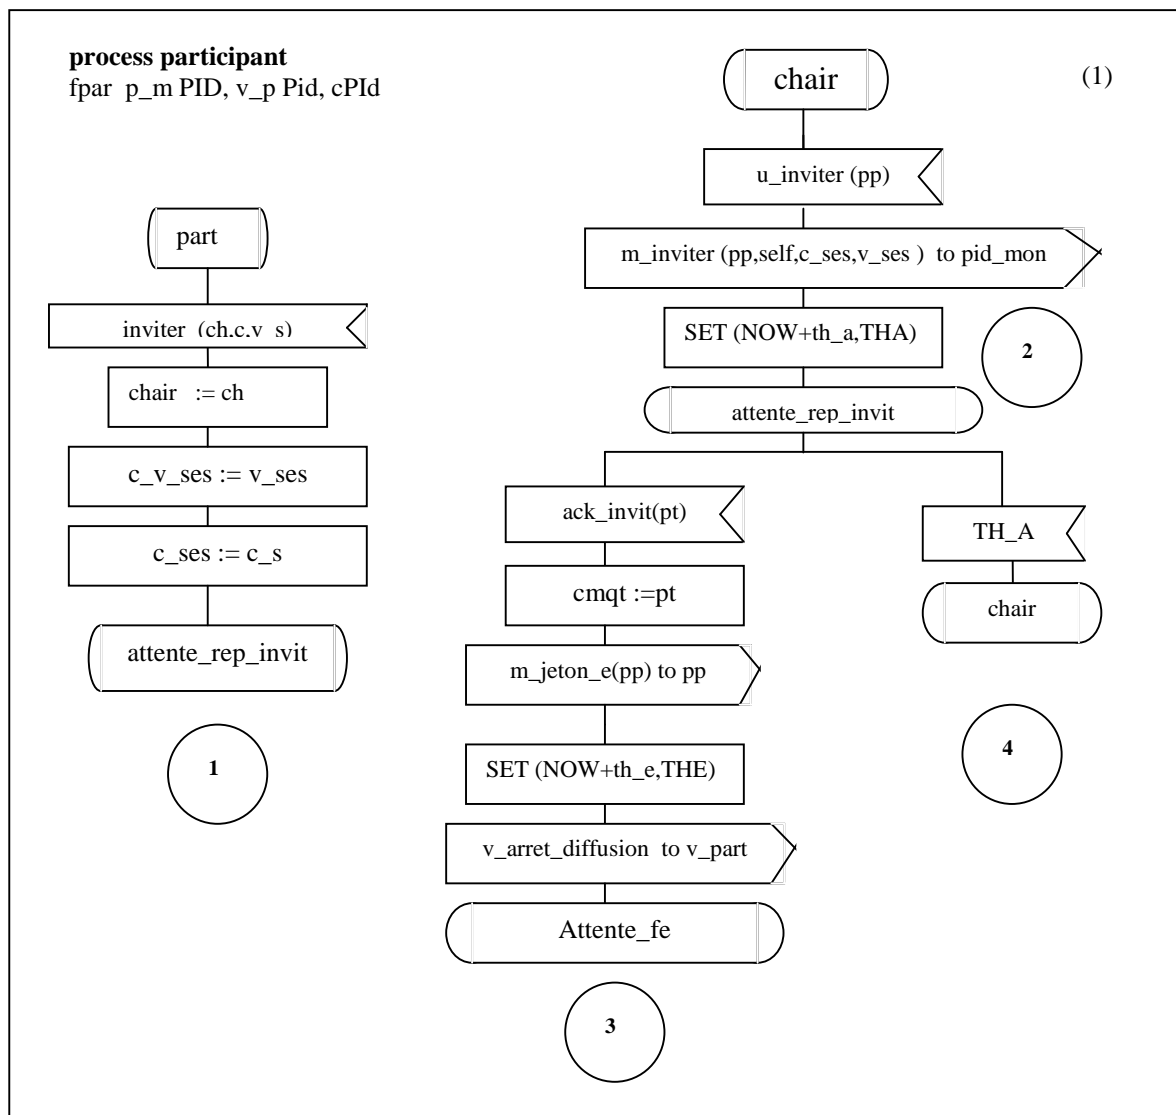 process participant
fpar p_m PID, v_p Pid, cPId
(1)
part
inviter (ch,c,v_s)
chair := ch
c_v_ses := v_ses
c_ses := c_s
attente_rep_invit
1
chair
u_inviter (pp)
m_inviter (pp,self,c_ses,v_ses ) to pid_mon
SET (NOW+th_a,THA)
2
attente_rep_invit
ack_invit(pt)
cmqt :=pt
m_jeton_e(pp) to pp
SET (NOW+th_e,THE)
v_arret_diffusion to v_part
Attente_fe
3
TH_A
chair
4